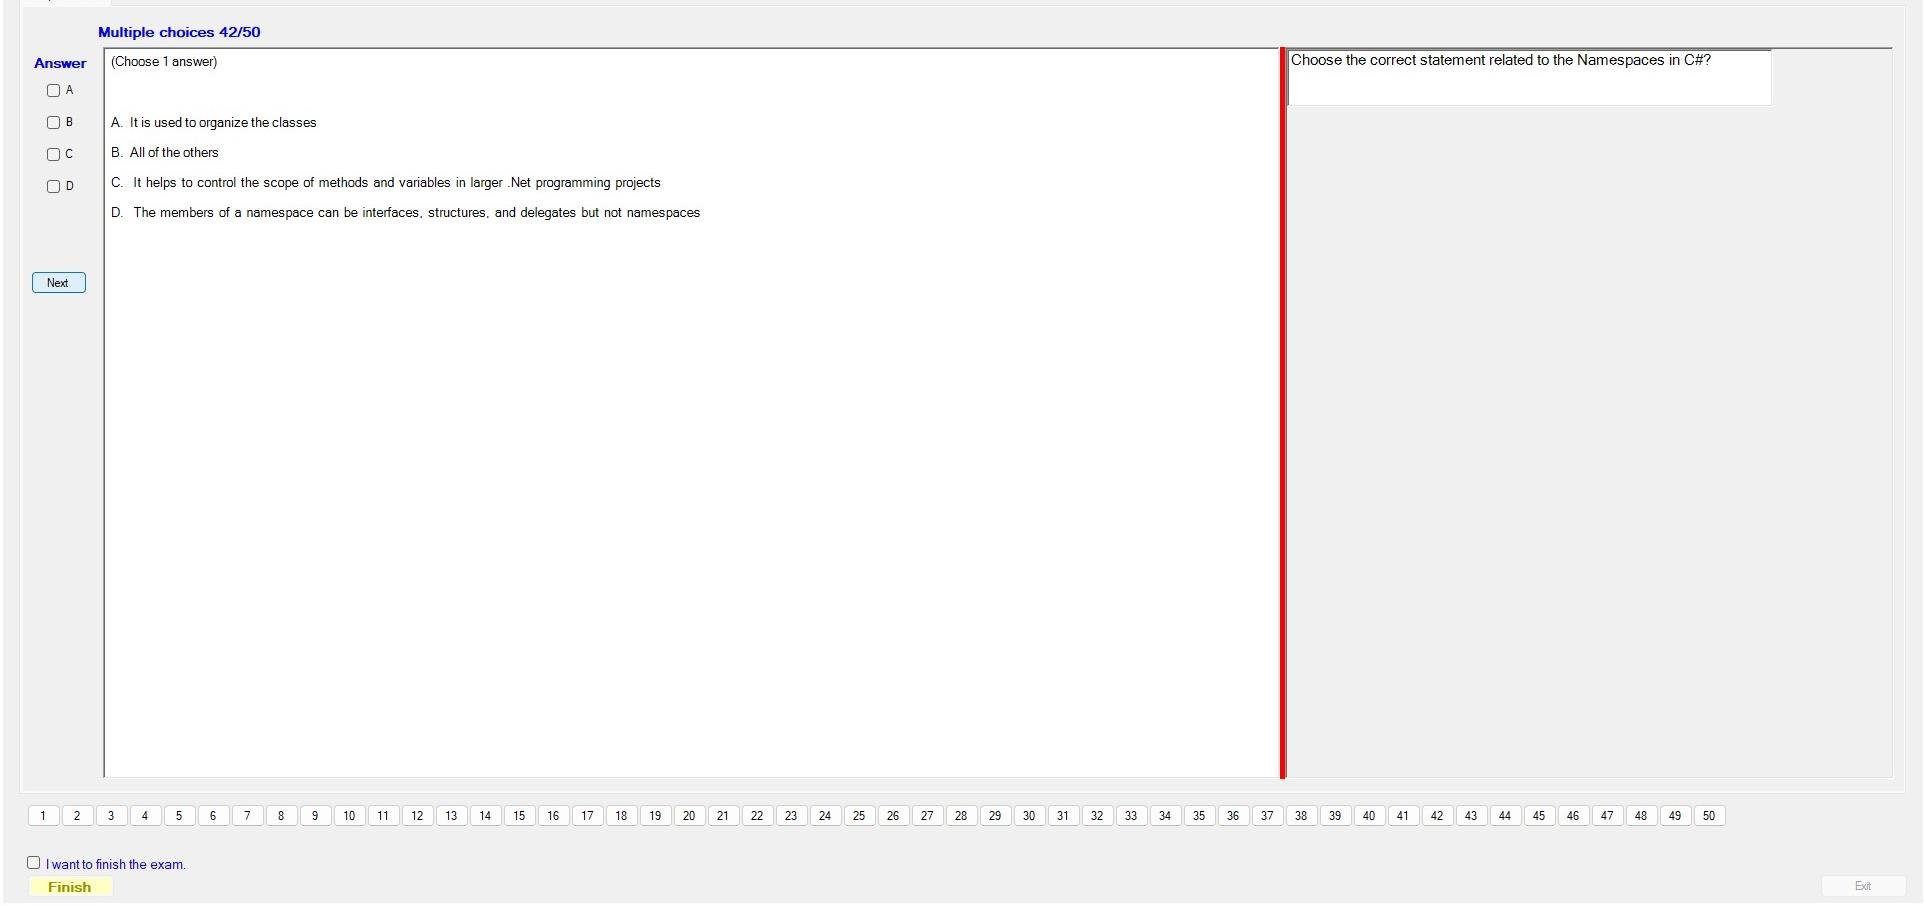 Multiple choices 42/50
Answer
(Choose 1 answer)
Choose the correct statement related to the Namespaces in C#?
A
B
C
D
A. It is used to organize the classes
B. All of the others
C. It helps to control the scope of methods and variables in larger .Net programming projects
D. The members of a namespace can be interfaces, structures, and delegates but not namespaces
Next
1 2 3 4 5 6 7 8 9 10 11 12 13 14 15 16 17 18 19 20 21 22 23 24 25 26 27 28 29 30 31 32 33 34 35 36 37 38 39 40 41 42 43 44 45 46 47 48 49 50
I want to finish the exam.
Finish
Exit